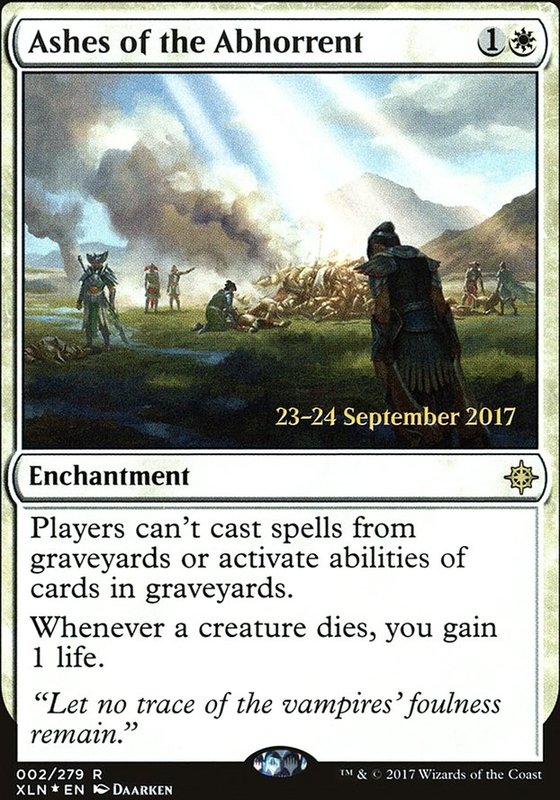 Ashes of the Abhorrent 1
23–24 September 2017
Enchantment
Players can't cast spells from
graveyards or activate abilities of
cards in graveyards.
Whenever a creature dies, you gain
1 life.
“Let no trace of the vampires’ foulness
remain.”
002/279 R
XLN★EN Daarken
™ & © 2017 Wizards of the Coast